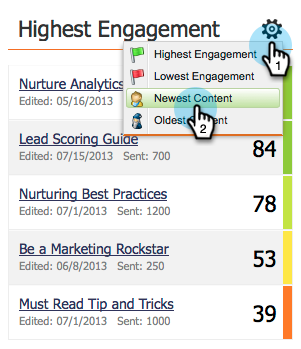 Highest Engagement
1
Highest Engagement
Lowest Engagement
Newest Content
Oldest
2
Nurture Analytics
Edited: 05/16/2013
Lead Scoring Guide
Edited: 07/15/2013 Sent: 700
84
Nurturing Best Practices
Edited: 07/1/2013 Sent: 1200
78
Be a Marketing Rockstar
Edited: 06/8/2013 Sent: 250
53
Must Read Tip and Tricks
Edited: 07/1/2013 Sent: 1000
39